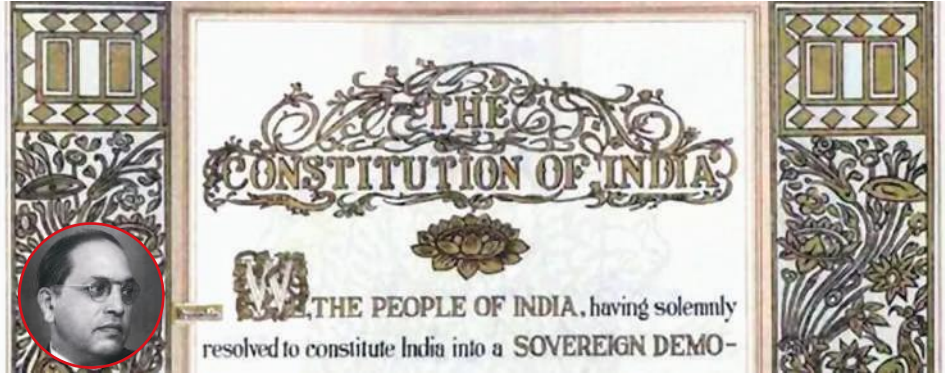 THE
CONSTITUTION OF INDIA
WE, THE PEOPLE OF INDIA, having solemnly
resolved to constitute India into a SOVEREIGN DEMO-